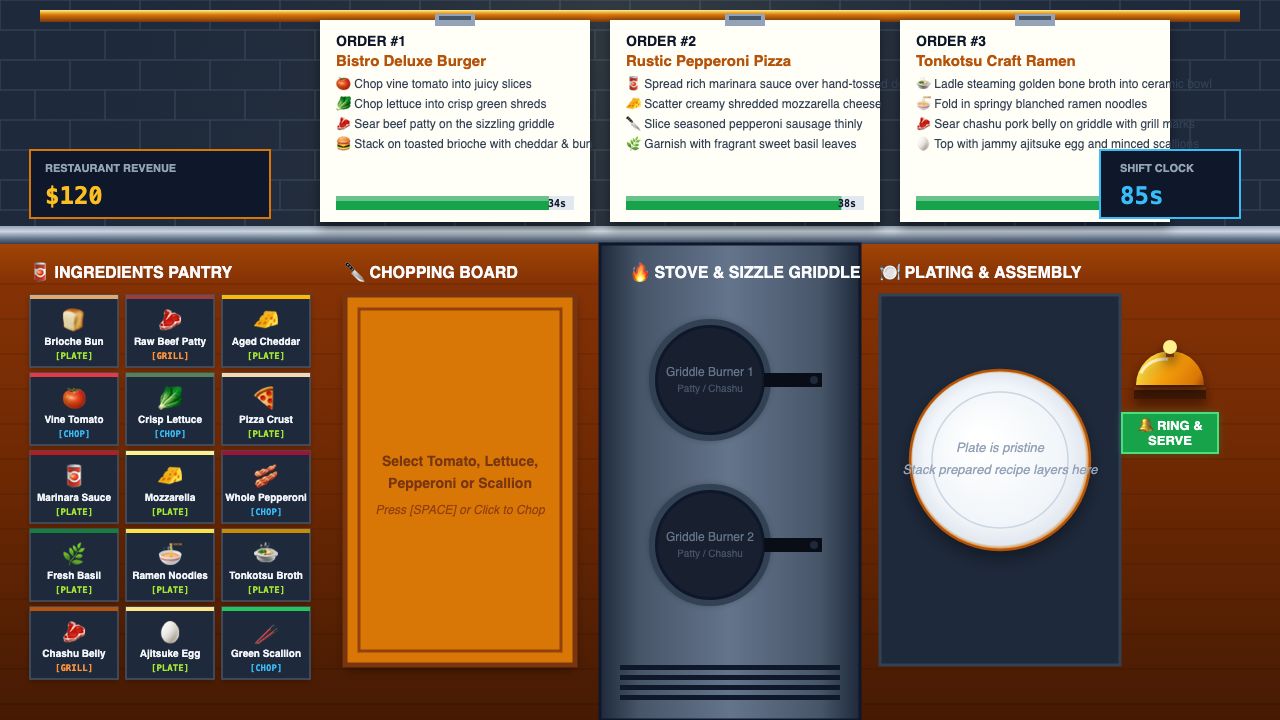 ORDER #1
Bistro Deluxe Burger
Chop vine tomato into juicy slices
Chop lettuce into crisp green shreds
Sear beef patty on the sizzling griddle
Stack on toasted brioche with cheddar & bun
34s
ORDER #2
Rustic Pepperoni Pizza
Spread rich marinara sauce over hand-tossed
Scatter creamy shredded mozzarella cheese
Slice seasoned pepperoni sausage thinly
Garnish with fragrant sweet basil leaves
38s
ORDER #3
Tonkotsu Craft Ramen
Ladle steaming golden bone broth into ceramic bowl
Fold in springy blanched ramen noodles
Sear chashu pork belly on griddle with grill marks
Top with jammy ajitsuke egg and minced scallions
RESTAURANT REVENUE
$120
SHIFT CLOCK
85s
INGREDIENTS PANTRY
Brioche Bun
[PLATE]
Raw Beef Patty
[GRILL]
Aged Cheddar
[PLATE]
Vine Tomato
[CHOP]
Crisp Lettuce
[CHOP]
Pizza Crust
[PLATE]
Marinara Sauce
[PLATE]
Mozzarella
[PLATE]
Whole Pepperoni
[CHOP]
Fresh Basil
[PLATE]
Ramen Noodles
[PLATE]
Tonkotsu Broth
[PLATE]
Chashu Belly
[GRILL]
Ajitsuke Egg
[PLATE]
Green Scallion
[CHOP]
CHOPPING BOARD
Select Tomato, Lettuce,
Pepperoni or Scallion
Press [SPACE] or Click to Chop
STOVE & SIZZLE GRIDDLE
Griddle Burner 1
Patty / Chashu
Griddle Burner 2
Patty / Chashu
PLATING & ASSEMBLY
Plate is pristine
Stack prepared recipe layers here
RING &
SERVE